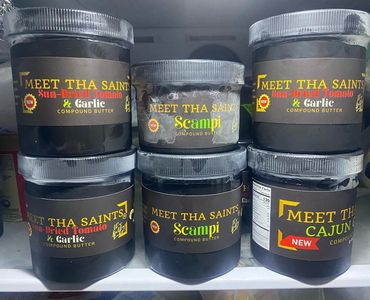 MEET THA SAINTS
Sun-Dried Tomato
& Garlic
COMPOUND BUTTER
MEET THA SAINTS
Scampi
COMPOUND BUTTER
MEET THA SAINTS
Sun-Dried Tomato
& Garlic
COMPOUND BUTTER
MEET THA SAINTS
Sun-Dried Tomato
& Garlic
COMPOUND BUTTER
MEET THA SAINTS
Scampi
COMPOUND BUTTER
MEET TH
CAJUN
COMPOU
NEW